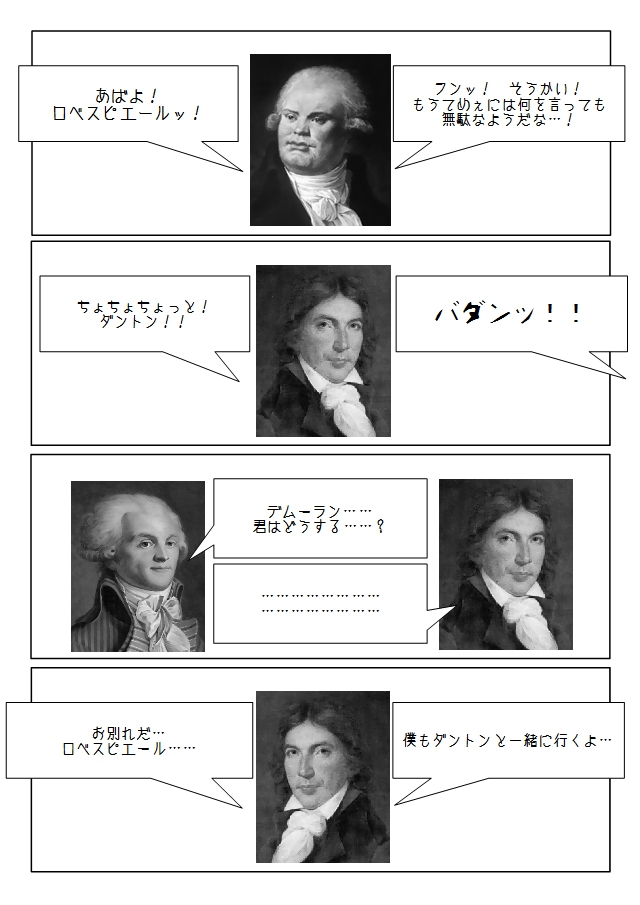 フンッ！　そうかい！
もうてめぇには何を言っても
無駄なようだな…！
あばよ！
ロベスピエールッ！
バダンッ！！
ちょちょちょっと！
ダントン！！
デムーラン……
君はどうする……？
……………………
……………………
僕もダントンと一緒に行くよ…
お別れだ…
ロベスピエール……